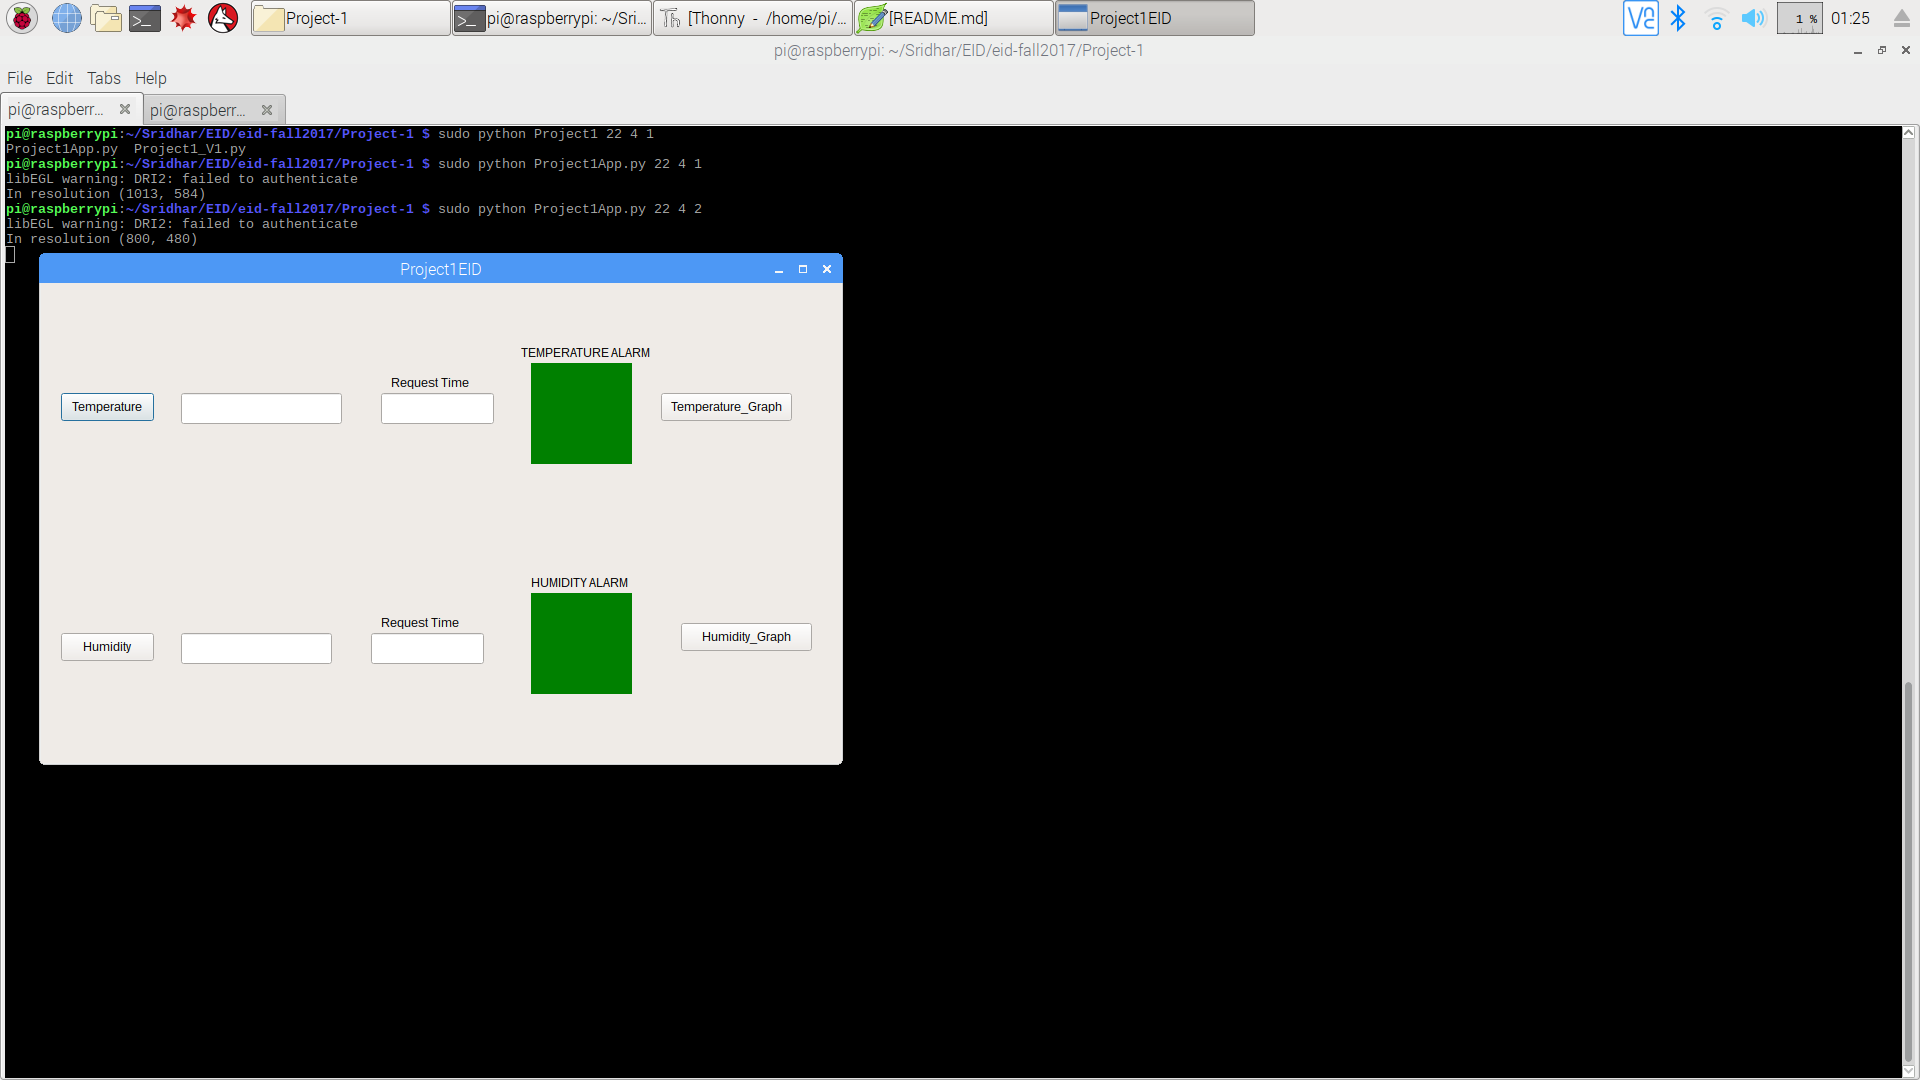 Project-1
pi@raspberrypi: ~/Sri...
[Thonny - /home/pi/...
[README.md]
Project1EID
1 %
01:25
pi@raspberrypi: ~/Sridhar/EID/eid-fall2017/Project-1
File Edit Tabs Help
pi@raspberr...
pi@raspberr...
pi@raspberrypi:~/Sridhar/EID/eid-fall2017/Project-1 $ sudo python Project1 22 4 1
Project1App.py  Project1_V1.py
pi@raspberrypi:~/Sridhar/EID/eid-fall2017/Project-1 $ sudo python Project1App.py 22 4 1
libEGL warning: DRI2: failed to authenticate
In resolution (1013, 584)
pi@raspberrypi:~/Sridhar/EID/eid-fall2017/Project-1 $ sudo python Project1App.py 22 4 2
libEGL warning: DRI2: failed to authenticate
In resolution (800, 480)
Project1EID
TEMPERATURE ALARM
Request Time
Temperature
Temperature_Graph
HUMIDITY ALARM
Request Time
Humidity
Humidity_Graph